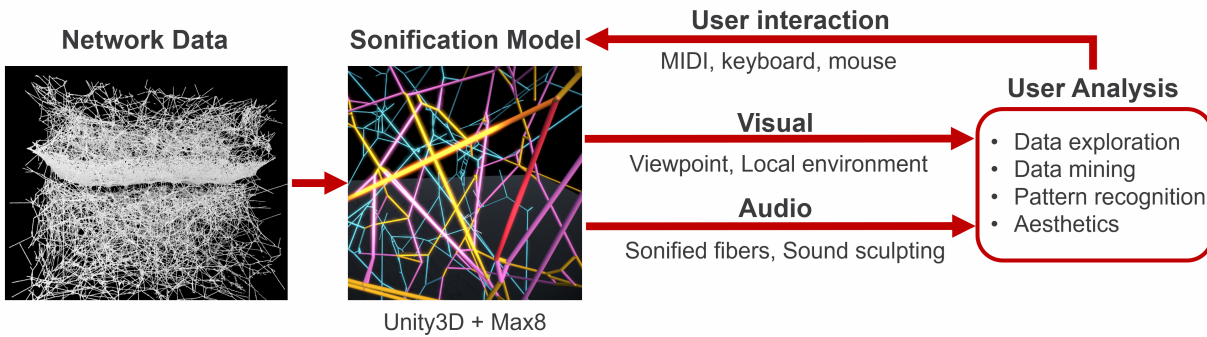 Network Data
Sonification Model
Unity3D + Max8
User interaction
MIDI, keyboard, mouse
Visual
Viewpoint, Local environment
Audio
Sonified fibers, Sound sculpting
User Analysis
• Data exploration
• Data mining
• Pattern recognition
• Aesthetics